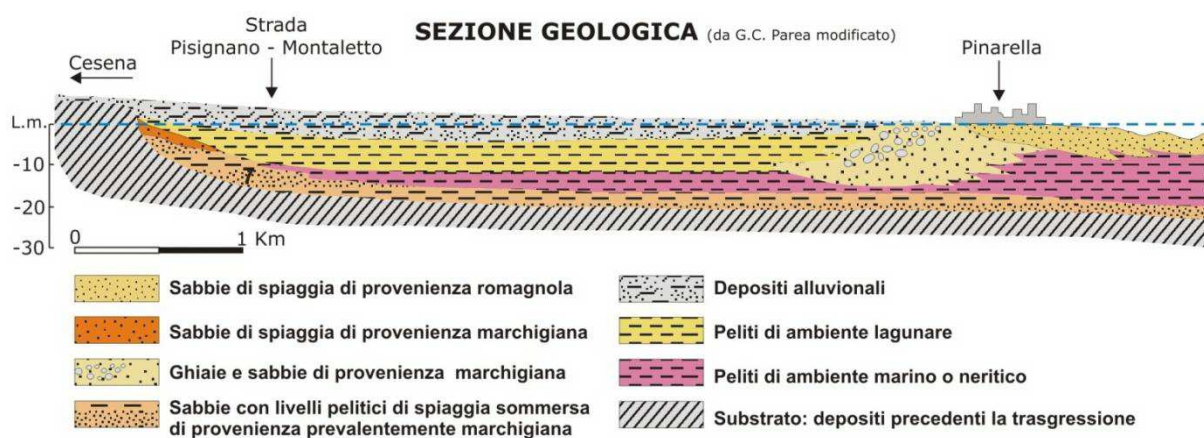 SEZIONE GEOLOGICA (da G.C. Parea modificato)
Strada
Pisignano - Montaletto
Cesena
Pinarella
L.m.
-10
-20
-30
0
1 Km
?
Sabbie di spiaggia di provenienza romagnola
Sabbie di spiaggia di provenienza marchigiana
Ghiaie e sabbie di provenienza marchigiana
Sabbie con livelli pelitici di spiaggia sommersa
di provenienza prevalentemente marchigiana
Depositi alluvionali
Peliti di ambiente lagunare
Peliti di ambiente marino o neritico
Substrato: depositi precedenti la trasgressione